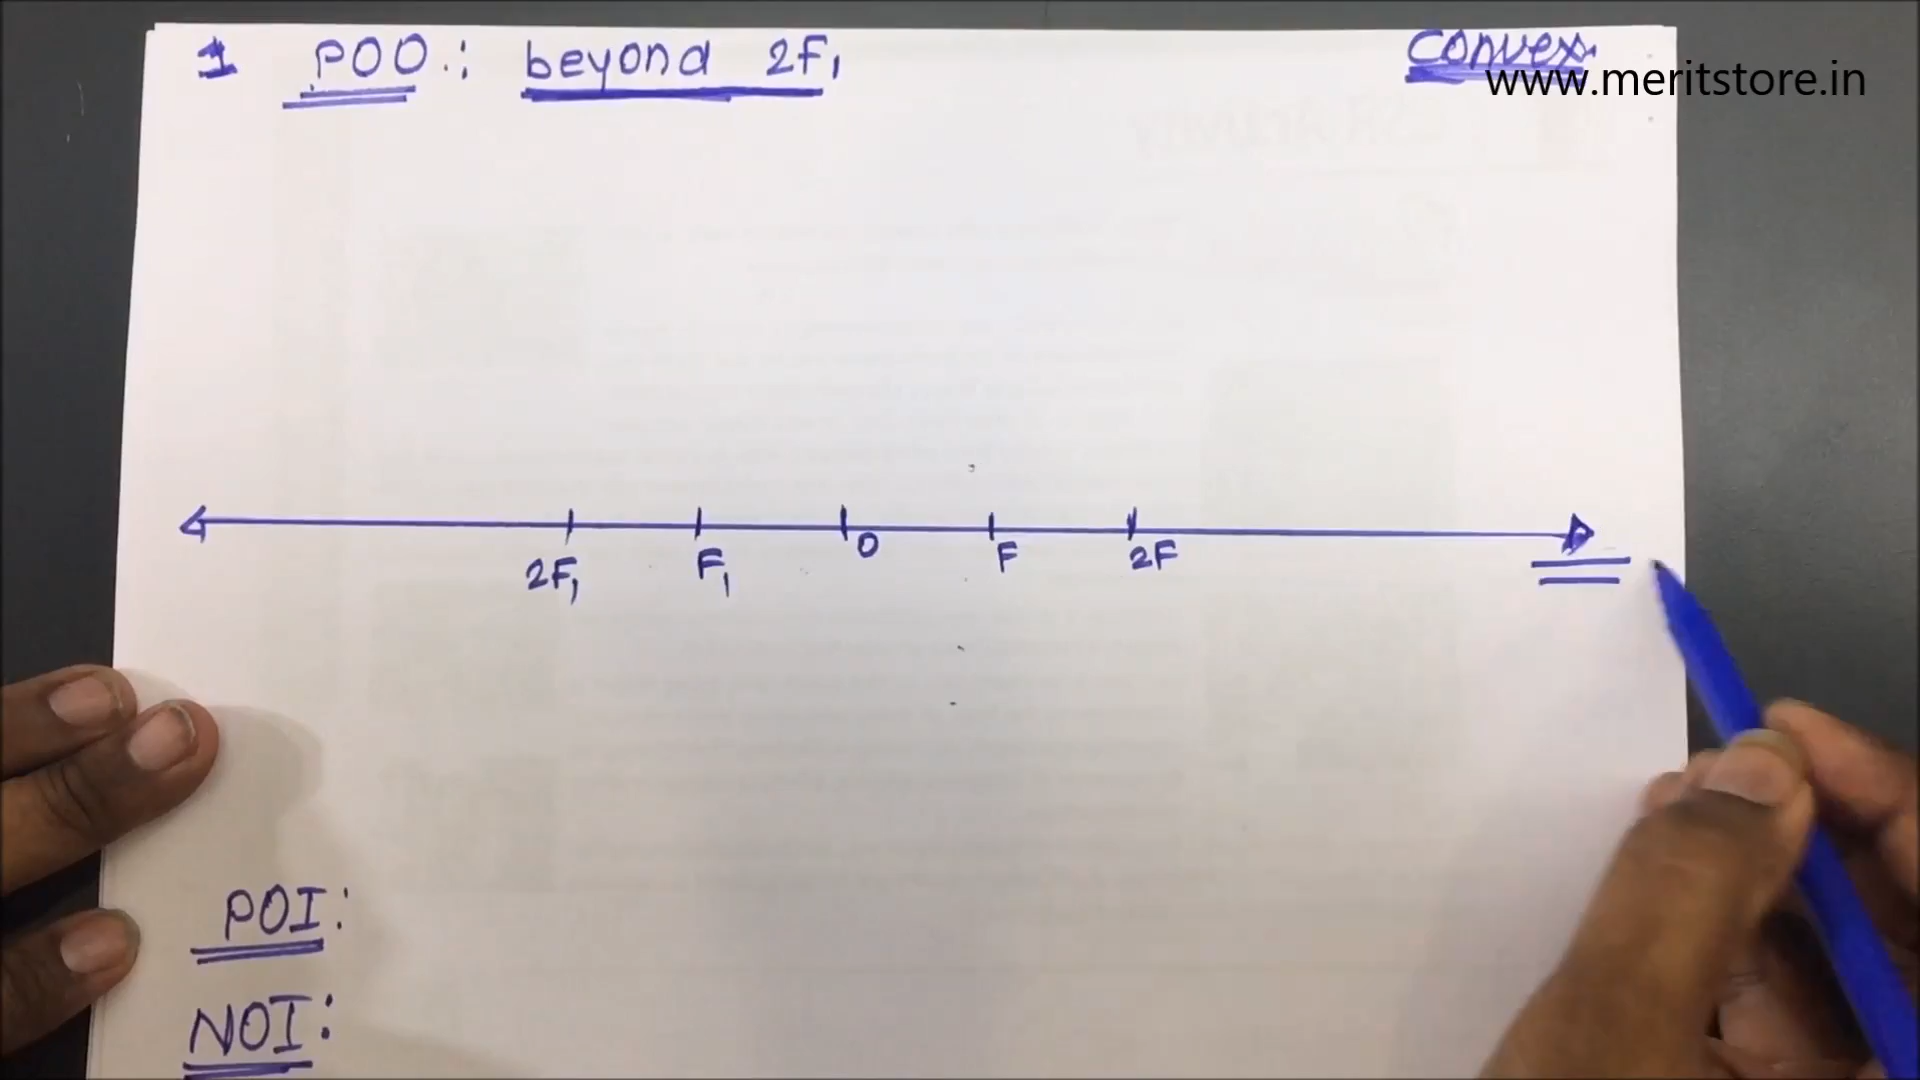 1 POO.: beyond 2F₁
Convex.
www.meritstore.in
2F₁ F₁ O F 2F
POI:
NOI: